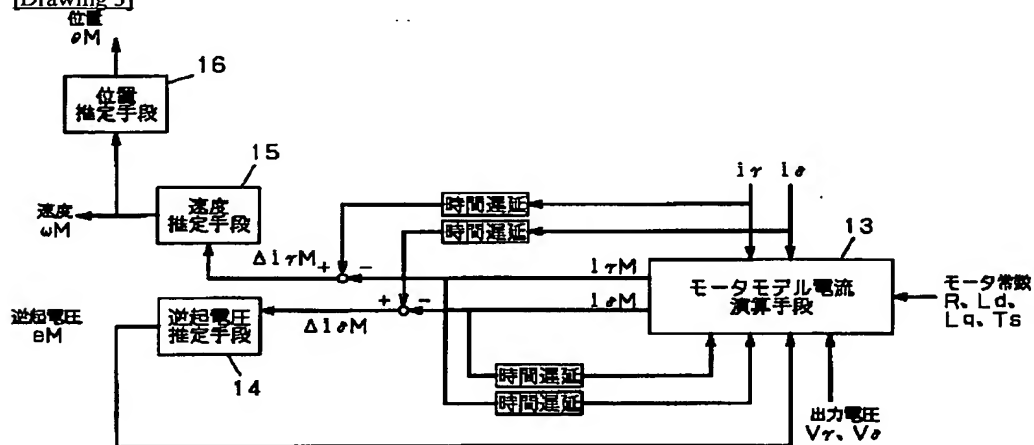 [Drawing 3]
位置
θM
16
位置
推定手段
15
速度
推定手段
速度
ωM
iγ iδ
時間遅延
時間遅延
13
ΔiγM
+ -
iγM
モータモデル電流
演算手段
モータ常数
R、Ld、
Lq、Ts
逆起電圧
eM
逆起電圧
推定手段
14
+ -
ΔiδM
iδM
時間遅延
時間遅延
出力電圧
Vγ、Vδ